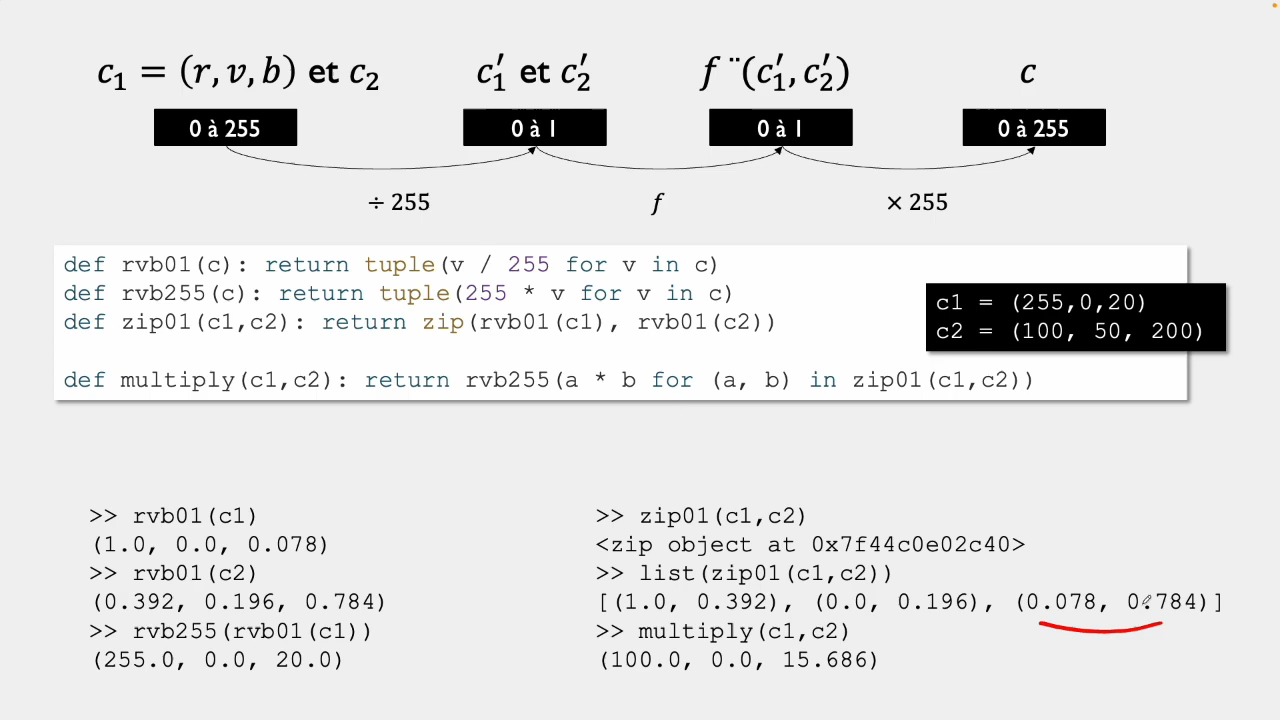 c₁ = (r, v, b) et c₂ c₁′ et c₂′ f ¨(c₁′, c₂′) c
0 à 255 0 à 1 0 à 1 0 à 255
÷ 255 f × 255
def rvb01(c): return tuple(v / 255 for v in c)
def rvb255(c): return tuple(255 * v for v in c)
def zip01(c1,c2): return zip(rvb01(c1), rvb01(c2))
def multiply(c1,c2): return rvb255(a * b for (a, b) in zip01(c1,c2))
c1 = (255,0,20)
c2 = (100, 50, 200)
>> rvb01(c1)
(1.0, 0.0, 0.078)
>> rvb01(c2)
(0.392, 0.196, 0.784)
>> rvb255(rvb01(c1))
(255.0, 0.0, 20.0)
>> zip01(c1,c2)
<zip object at 0x7f44c0e02c40>
>> list(zip01(c1,c2))
[(1.0, 0.392), (0.0, 0.196), (0.078, 0.784)]
>> multiply(c1,c2)
(100.0, 0.0, 15.686)